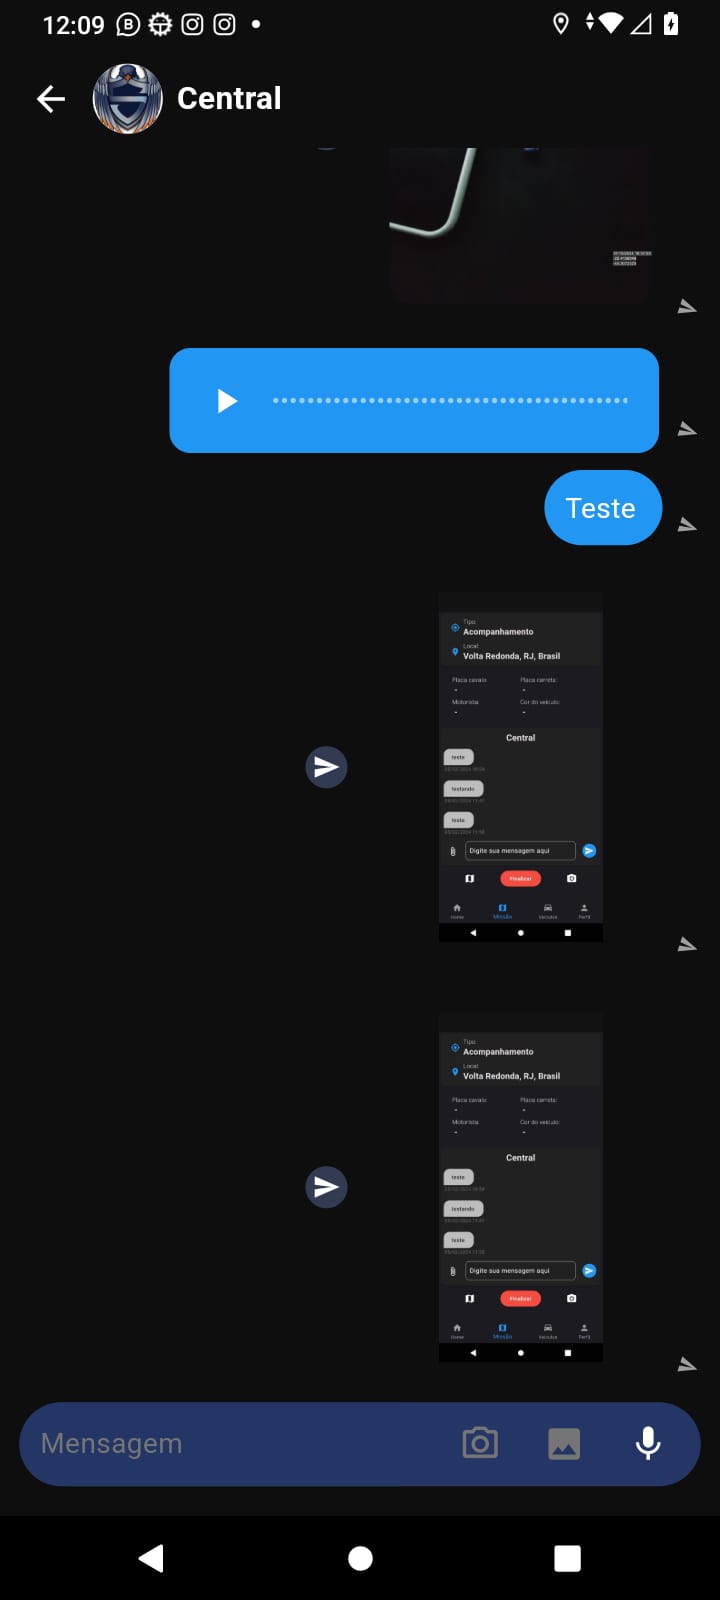 12:09
Central
Teste
Tipo:
Acompanhamento
Local:
Volta Redonda, RJ, Brasil
Placa cavalo: Placa carreta:
- -
Motorista: Cor do veículo:
- -
Central
teste
testando
teste
Digite sua mensagem aqui
Finalizar
Home Missão Veículos Perfil
Tipo:
Acompanhamento
Local:
Volta Redonda, RJ, Brasil
Placa cavalo: Placa carreta:
- -
Motorista: Cor do veículo:
- -
Central
teste
testando
teste
Digite sua mensagem aqui
Finalizar
Home Missão Veículos Perfil
Mensagem